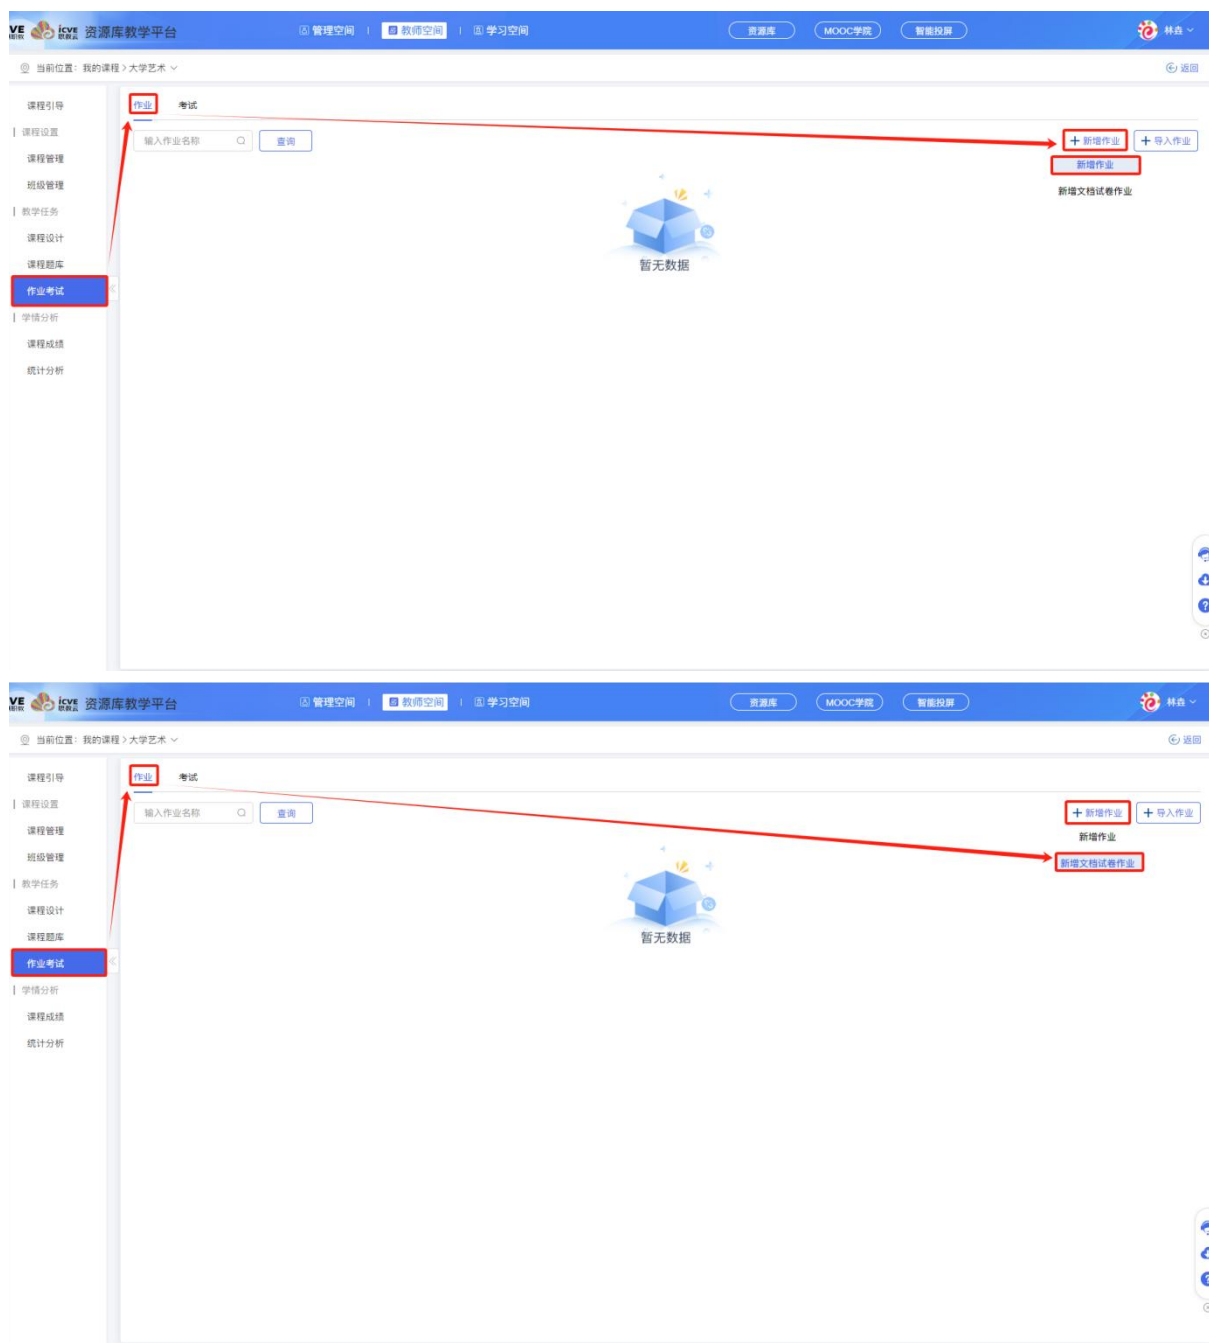 VE icve 资源库教学平台 管理空间 教师空间 学习空间 资源库 MOOC学院 智能投屏 林垚
当前位置：我的课程 > 大学艺术 返回
课程引导 作业 考试
课程设置 输入作业名称 查询 新增作业 导入作业
课程管理 新增作业
班级管理 新增文档试卷作业
教学任务
课程设计
课程题库 暂无数据
作业考试
学情分析
课程成绩
统计分析
VE icve 资源库教学平台 管理空间 教师空间 学习空间 资源库 MOOC学院 智能投屏 林垚
当前位置：我的课程 > 大学艺术 返回
课程引导 作业 考试
课程设置 输入作业名称 查询 新增作业 导入作业
课程管理 新增作业
班级管理 新增文档试卷作业
教学任务
课程设计
课程题库 暂无数据
作业考试
学情分析
课程成绩
统计分析